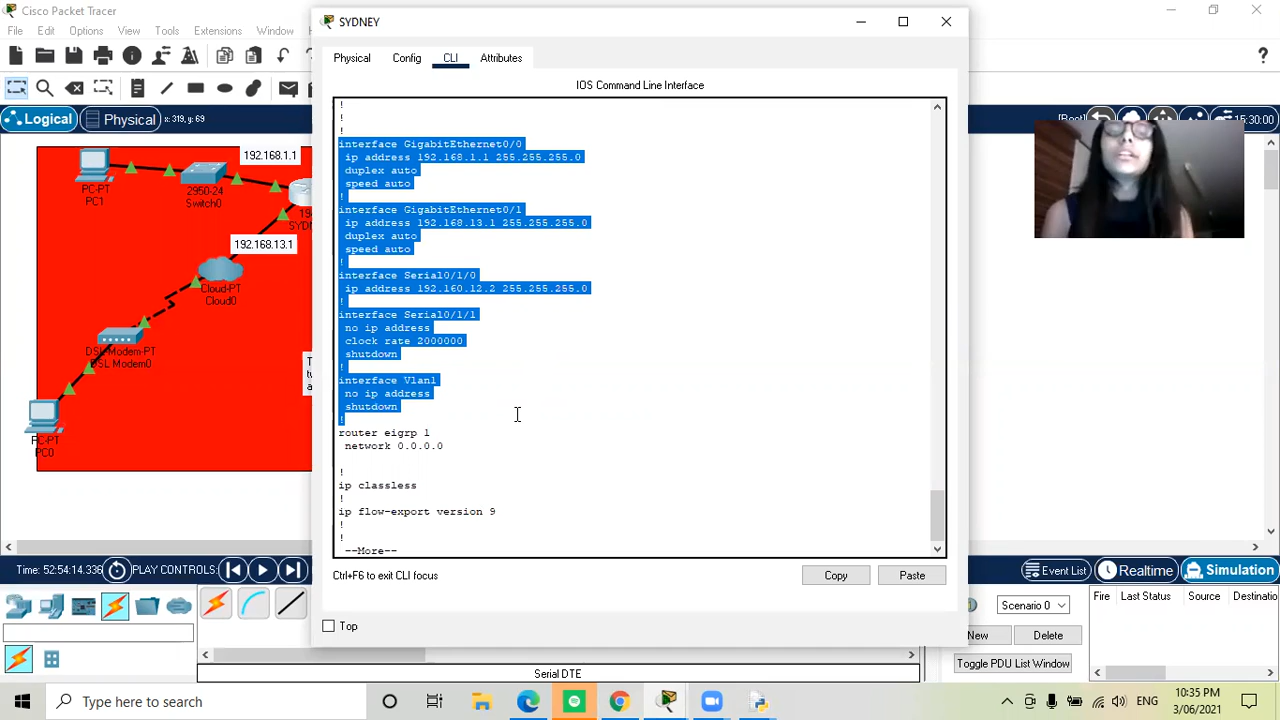 Cisco Packet Tracer
File Edit Options View Tools Extensions Window
SYDNEY
Physical Config CLI Attributes
IOS Command Line Interface
Logical Physical x: 319, y: 69
[Root] 15:30:00
!
!
!
interface GigabitEthernet0/0
ip address 192.168.1.1 255.255.255.0
duplex auto
speed auto
!
interface GigabitEthernet0/1
ip address 192.168.13.1 255.255.255.0
duplex auto
speed auto
!
interface Serial0/1/0
ip address 192.160.12.2 255.255.255.0
!
interface Serial0/1/1
no ip address
clock rate 2000000
shutdown
!
interface Vlan1
no ip address
shutdown
!
router eigrp 1
network 0.0.0.0
!
ip classless
!
ip flow-export version 9
!
!
--More--
192.168.1.1
PC-PT
PC1
2950-24
Switch0
19
SYDN
192.168.13.1
Cloud-PT
Cloud0
DSL-Modem-PT
DSL Modem0
T
a
PC-PT
PC0
Ctrl+F6 to exit CLI focus
Copy Paste
Top
Time: 52:54:14.336 PLAY CONTROLS:
Event List Realtime Simulation
Scenario 0
New Delete
Toggle PDU List Window
Fire Last Status Source Destinatio
Serial DTE
Type here to search
ENG
10:35 PM
3/06/2021